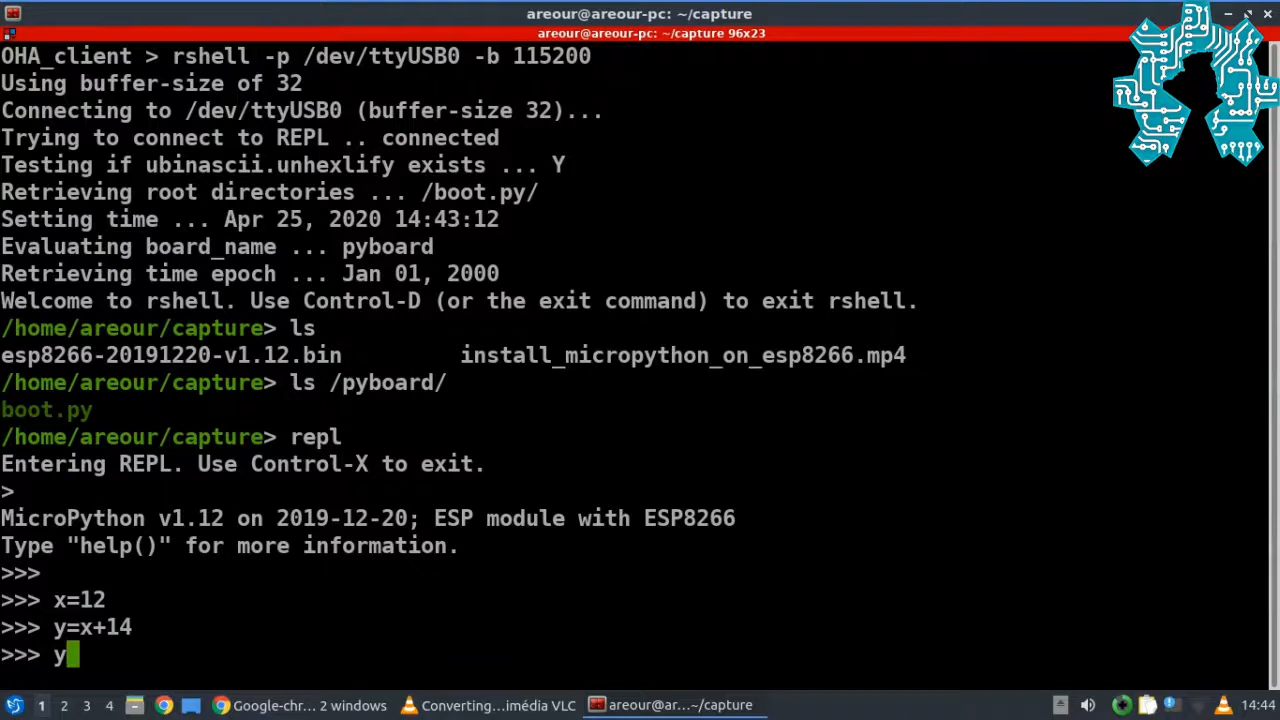 areour@areour-pc: ~/capture
areour@areour-pc: ~/capture 96x23
OHA_client > rshell -p /dev/ttyUSB0 -b 115200
Using buffer-size of 32
Connecting to /dev/ttyUSB0 (buffer-size 32)...
Trying to connect to REPL .. connected
Testing if ubinascii.unhexlify exists ... Y
Retrieving root directories ... /boot.py/
Setting time ... Apr 25, 2020 14:43:12
Evaluating board_name ... pyboard
Retrieving time epoch ... Jan 01, 2000
Welcome to rshell. Use Control-D (or the exit command) to exit rshell.
/home/areour/capture> ls
esp8266-20191220-v1.12.bin         install_micropython_on_esp8266.mp4
/home/areour/capture> ls /pyboard/
boot.py
/home/areour/capture> repl
Entering REPL. Use Control-X to exit.
>
MicroPython v1.12 on 2019-12-20; ESP module with ESP8266
Type "help()" for more information.
>>>
>>> x=12
>>> y=x+14
>>> y
1 2 3 4 Google-chr... 2 windows Converting...imédia VLC areour@ar...~/capture 14:44